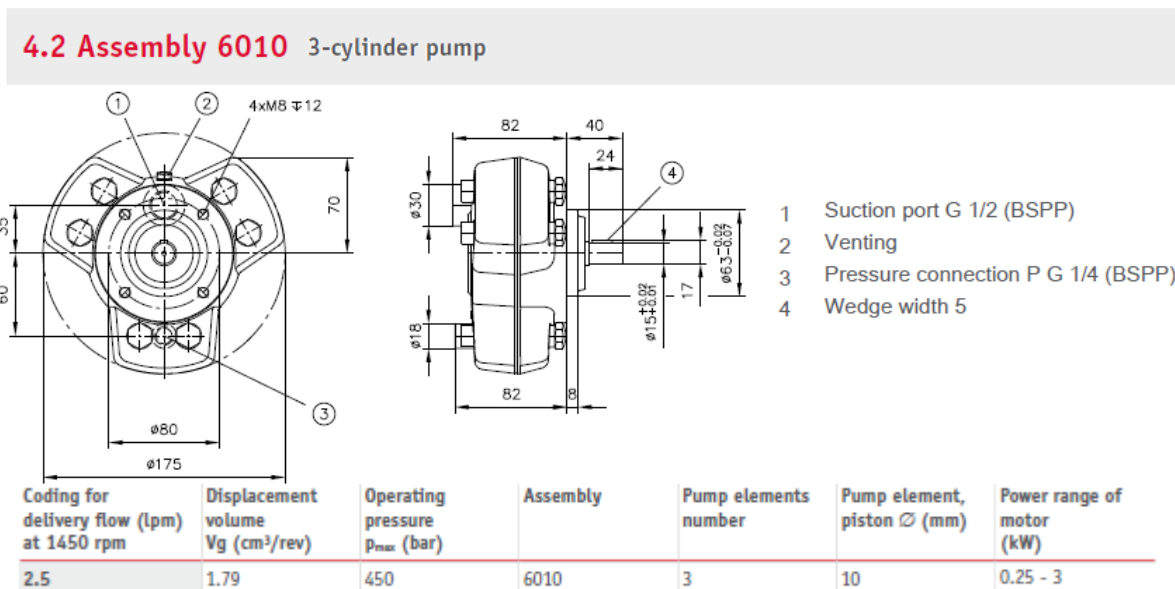 4.2 Assembly 6010 3-cylinder pump
1
2
4xM8 ↧12
35
60
70
3
ø80
ø175
82
40
24
4
ø30
ø18
ø15+0.02 +0.01
17
ø63-0.02 -0.07
82
8
1 Suction port G 1/2 (BSPP)
2 Venting
3 Pressure connection P G 1/4 (BSPP)
4 Wedge width 5
Coding for delivery flow (lpm) at 1450 rpm
Displacement volume Vg (cm³/rev)
Operating pressure pmax (bar)
Assembly
Pump elements number
Pump element, piston Ø (mm)
Power range of motor (kW)
2.5 1.79 450 6010 3 10 0.25 - 3